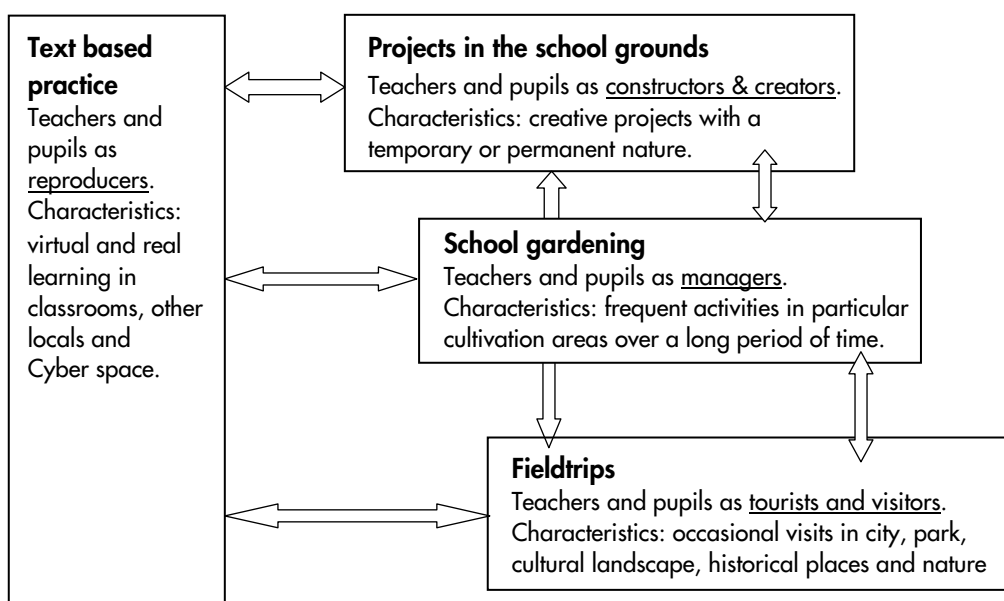 Text based
practice
Teachers and
pupils as
reproducers.
Characteristics:
virtual and real
learning in
classrooms, other
locals and
Cyber space.
Projects in the school grounds
Teachers and pupils as constructors & creators.
Characteristics: creative projects with a
temporary or permanent nature.
School gardening
Teachers and pupils as managers.
Characteristics: frequent activities in particular
cultivation areas over a long period of time.
Fieldtrips
Teachers and pupils as tourists and visitors.
Characteristics: occasional visits in city, park,
cultural landscape, historical places and nature